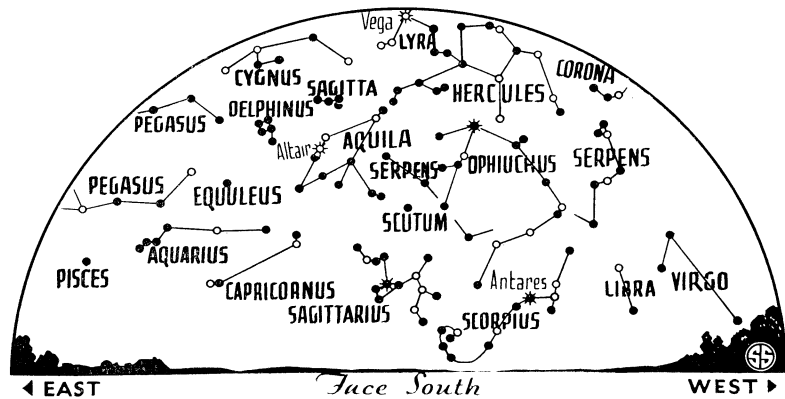 Vega
LYRA
CYGNUS
SAGITTA
HERCULES
CORONA
DELPHINUS
PEGASUS
Altair
AQUILA
SERPENS
OPHIUCHUS
SERPENS
PEGASUS
EQUULEUS
SCUTUM
AQUARIUS
PISCES
CAPRICORNUS
SAGITTARIUS
Antares
SCORPIUS
LIBRA
VIRGO
SS
EAST
Face South
WEST